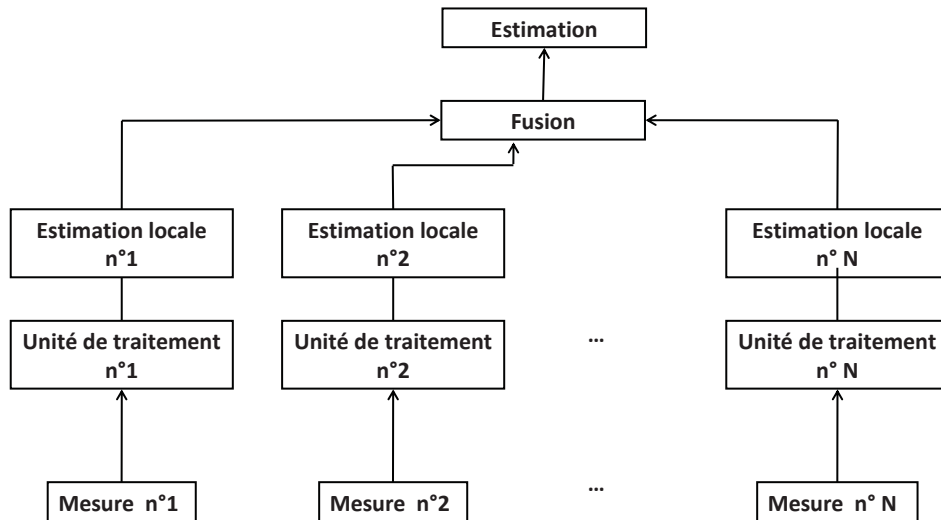 Estimation
Fusion
Estimation locale
n°1
Estimation locale
n°2
Estimation locale
n° N
Unité de traitement
n°1
Unité de traitement
n°2
...
Unité de traitement
n° N
Mesure n°1
Mesure n°2
...
Mesure n° N